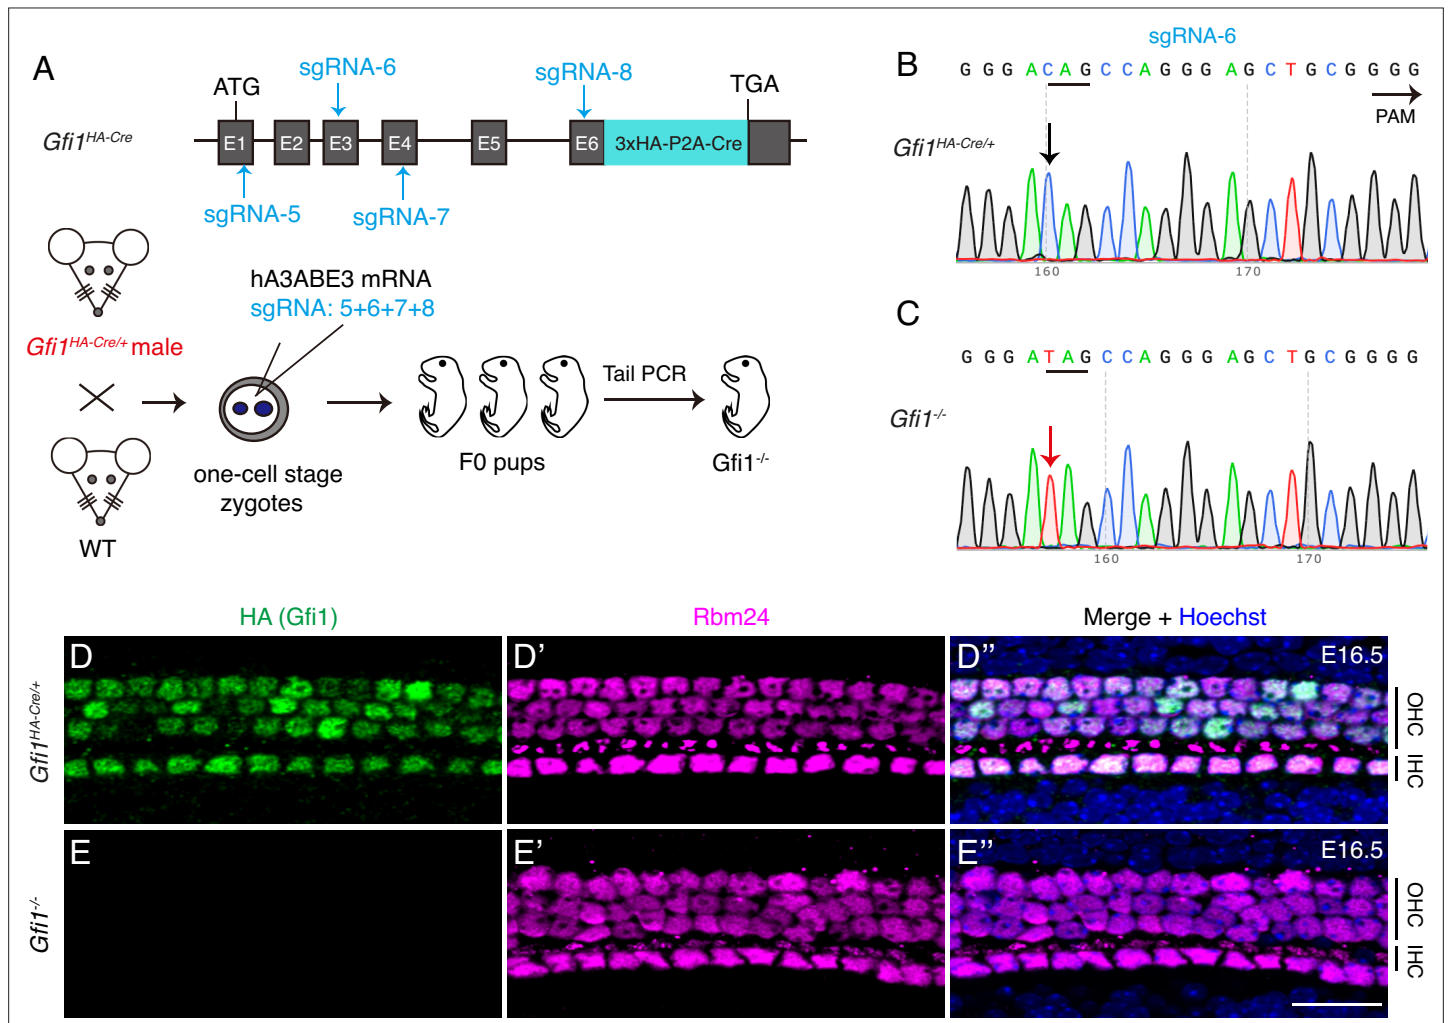 A
sgRNA-6
sgRNA-8
ATG
TGA
Gfi1HA-Cre
E1
E2
E3
E4
E5
E6
3xHA-P2A-Cre
sgRNA-5
sgRNA-7
hA3ABE3 mRNA
sgRNA: 5+6+7+8
Gfi1HA-Cre/+ male
WT
one-cell stage
zygotes
F0 pups
Tail PCR
Gfi1-/-
B
sgRNA-6
G G G A C A G C C A G G G A G C T G C G G G G
PAM
Gfi1HA-Cre/+
160
170
C
G G G A T A G C C A G G G A G C T G C G G G G
Gfi1-/-
160
170
HA (Gfi1)
Rbm24
Merge + Hoechst
Gfi1HA-Cre/+
D
D'
D''
E16.5
OHC
IHC
Gfi1-/-
E
E'
E''
E16.5
OHC
IHC